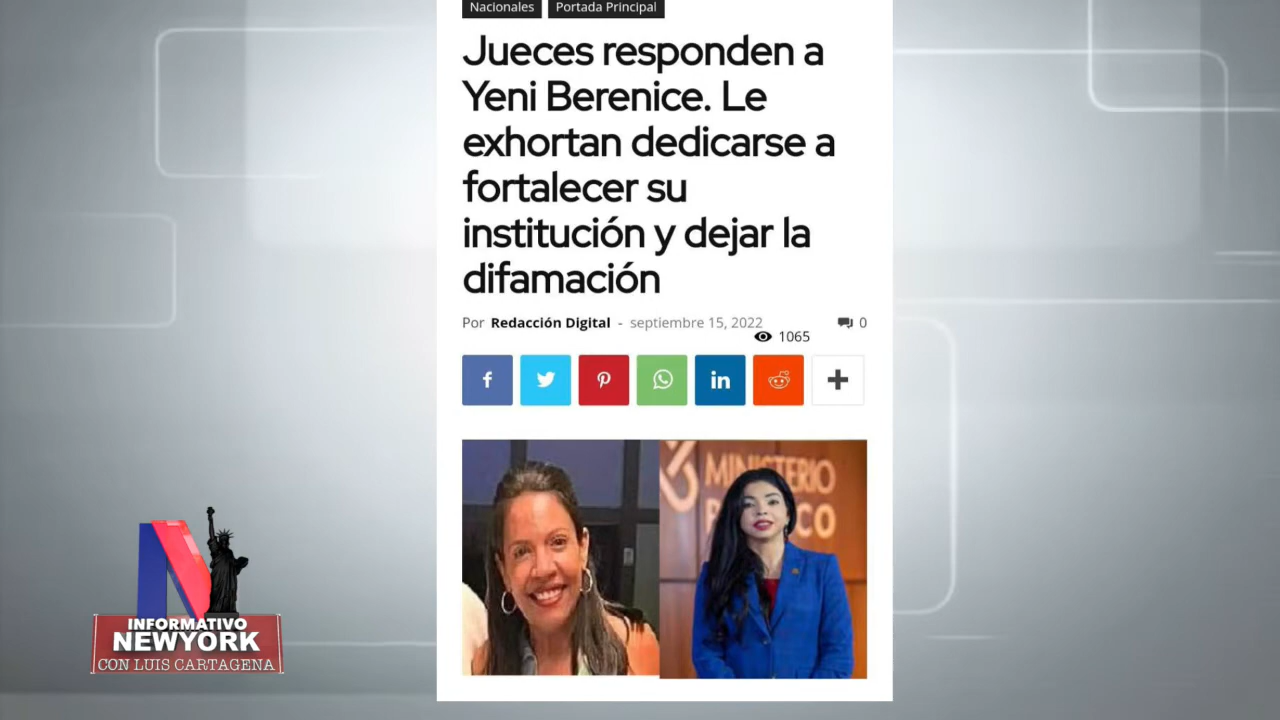 Nacionales
Portada Principal
Jueces responden a
Yeni Berenice. Le
exhortan dedicarse a
fortalecer su
institución y dejar la
difamación
Por Redacción Digital - septiembre 15, 2022
0
1065
MINISTERIO
INFORMATIVO
NEWYORK
CON LUIS CARTAGENA